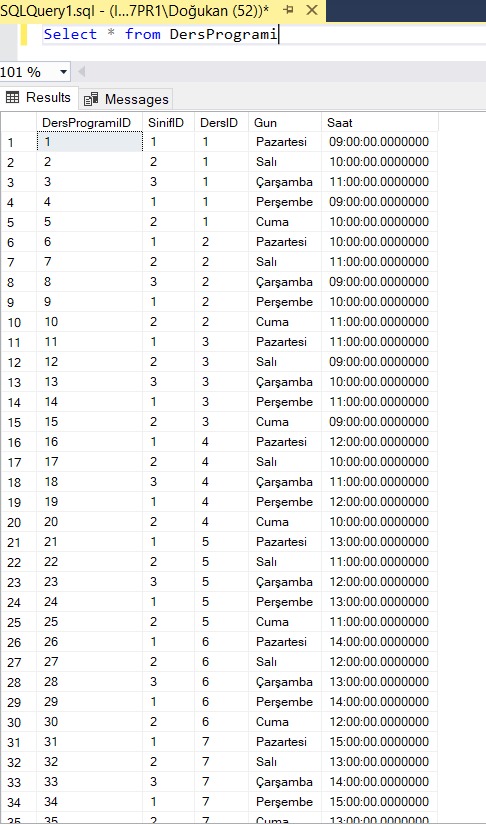 SQLQuery1.sql - (l...7PR1\Doğukan (52))*
Select * from DersProgrami
101 %
Results Messages
DersProgramiID SinifID DersID Gun Saat
1 1 1 1 Pazartesi 09:00:00.0000000
2 2 2 1 Salı 10:00:00.0000000
3 3 3 1 Çarşamba 11:00:00.0000000
4 4 1 1 Perşembe 09:00:00.0000000
5 5 2 1 Cuma 10:00:00.0000000
6 6 1 2 Pazartesi 10:00:00.0000000
7 7 2 2 Salı 11:00:00.0000000
8 8 3 2 Çarşamba 09:00:00.0000000
9 9 1 2 Perşembe 10:00:00.0000000
10 10 2 2 Cuma 11:00:00.0000000
11 11 1 3 Pazartesi 11:00:00.0000000
12 12 2 3 Salı 09:00:00.0000000
13 13 3 3 Çarşamba 10:00:00.0000000
14 14 1 3 Perşembe 11:00:00.0000000
15 15 2 3 Cuma 09:00:00.0000000
16 16 1 4 Pazartesi 12:00:00.0000000
17 17 2 4 Salı 10:00:00.0000000
18 18 3 4 Çarşamba 11:00:00.0000000
19 19 1 4 Perşembe 12:00:00.0000000
20 20 2 4 Cuma 10:00:00.0000000
21 21 1 5 Pazartesi 13:00:00.0000000
22 22 2 5 Salı 11:00:00.0000000
23 23 3 5 Çarşamba 12:00:00.0000000
24 24 1 5 Perşembe 13:00:00.0000000
25 25 2 5 Cuma 11:00:00.0000000
26 26 1 6 Pazartesi 14:00:00.0000000
27 27 2 6 Salı 12:00:00.0000000
28 28 3 6 Çarşamba 13:00:00.0000000
29 29 1 6 Perşembe 14:00:00.0000000
30 30 2 6 Cuma 12:00:00.0000000
31 31 1 7 Pazartesi 15:00:00.0000000
32 32 2 7 Salı 13:00:00.0000000
33 33 3 7 Çarşamba 14:00:00.0000000
34 34 1 7 Perşembe 15:00:00.0000000
35 35 2 7 Cuma 13:00:00.0000000